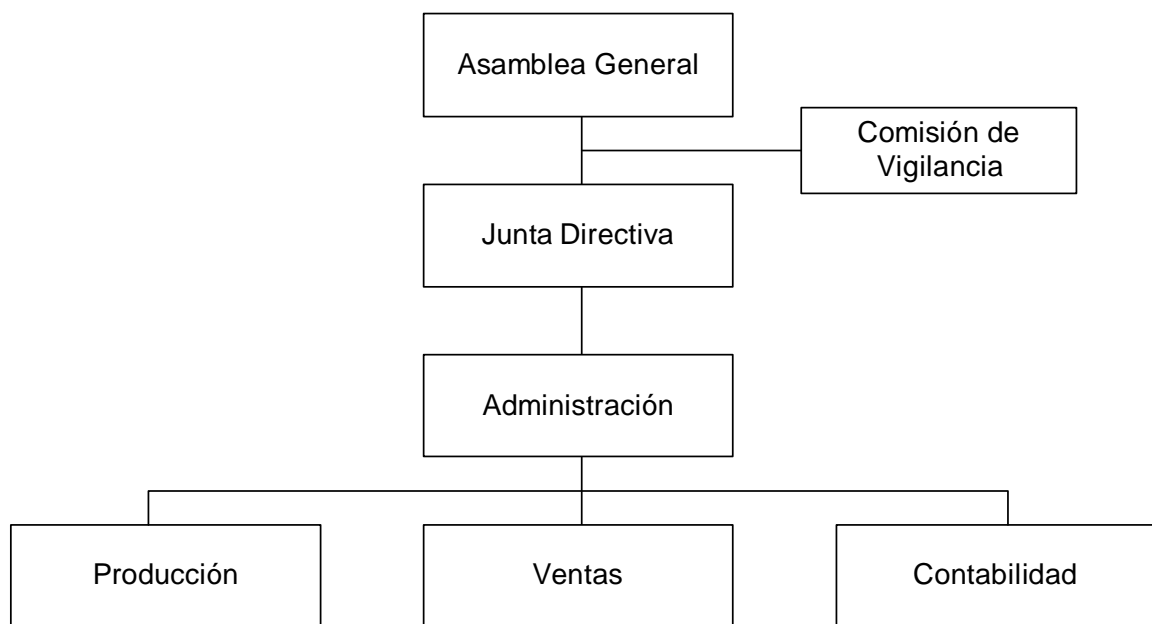 Asamblea General
Comisión de
Vigilancia
Junta Directiva
Administración
Producción
Ventas
Contabilidad